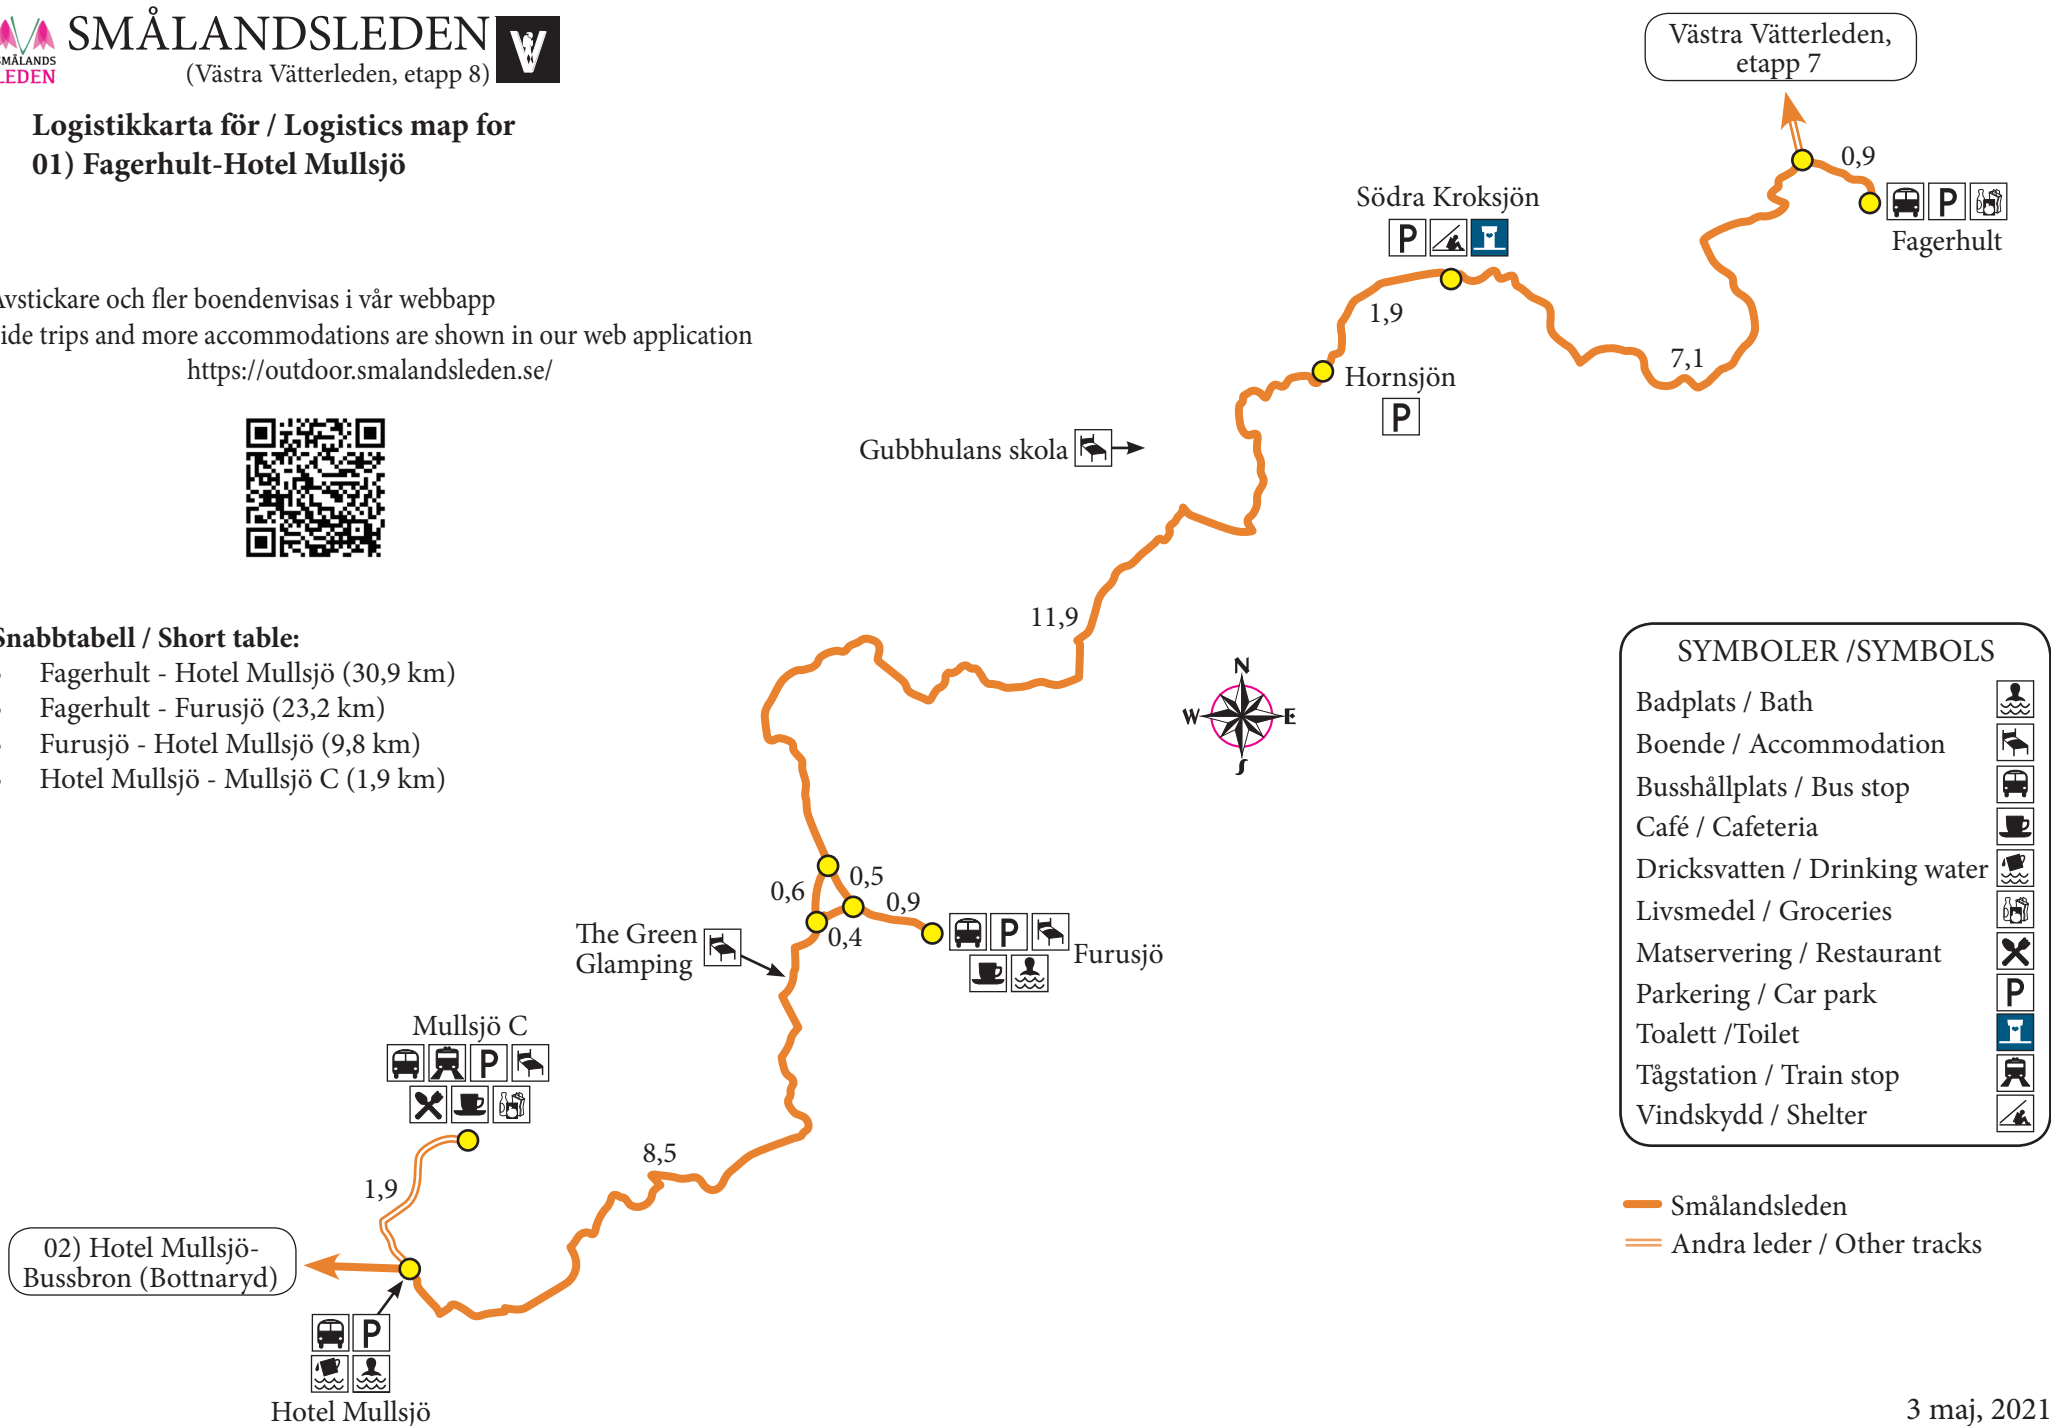 SMÅLANDSLEDEN
(Västra Vätterleden, etapp 8)
SMÅLANDS
LEDEN
Logistikkarta för / Logistics map for
01) Fagerhult-Hotel Mullsjö
Avstickare och fler boendenvisas i vår webbapp
ide trips and more accommodations are shown in our web application
https://outdoor.smalandsleden.se/
Snabbtabell / Short table:
Fagerhult - Hotel Mullsjö (30,9 km)
Fagerhult - Furusjö (23,2 km)
Furusjö - Hotel Mullsjö (9,8 km)
Hotel Mullsjö - Mullsjö C (1,9 km)
Västra Vätterleden,
etapp 7
0,9
P
Fagerhult
Södra Kroksjön
P
1,9
7,1
Hornsjön
P
Gubbhulans skola
11,9
N
W E
S
0,6
0,5
0,9
0,4
P
Furusjö
The Green
Glamping
Mullsjö C
P
8,5
1,9
02) Hotel Mullsjö-
Bussbron (Bottnaryd)
P
Hotel Mullsjö
SYMBOLER /SYMBOLS
Badplats / Bath
Boende / Accommodation
Busshållplats / Bus stop
Café / Cafeteria
Dricksvatten / Drinking water
Livsmedel / Groceries
Matservering / Restaurant
Parkering / Car park P
Toalett /Toilet
Tågstation / Train stop
Vindskydd / Shelter
Smålandsleden
Andra leder / Other tracks
3 maj, 2021